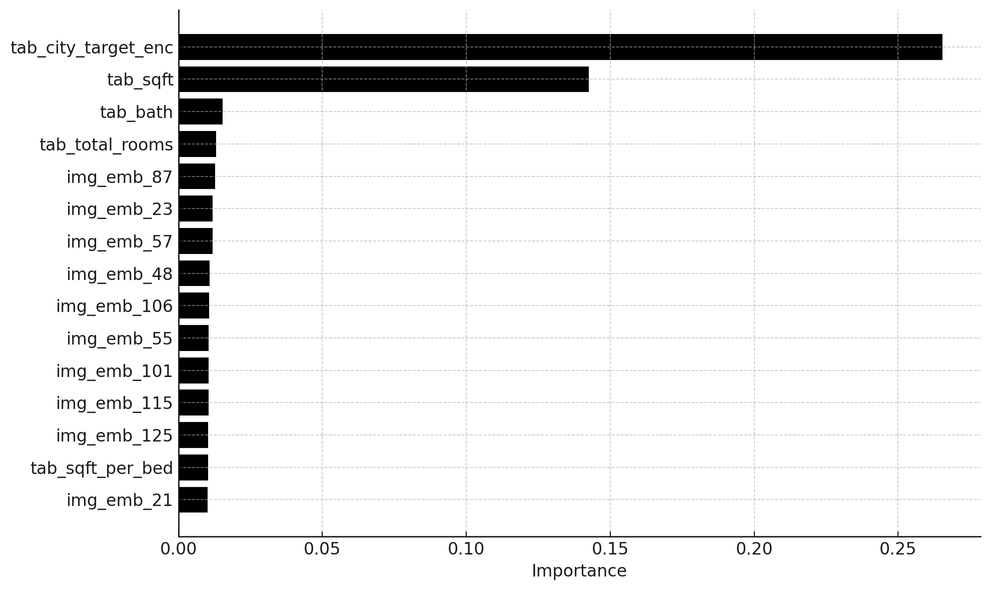 tab_city_target_enc
tab_sqft
tab_bath
tab_total_rooms
img_emb_87
img_emb_23
img_emb_57
img_emb_48
img_emb_106
img_emb_55
img_emb_101
img_emb_115
img_emb_125
tab_sqft_per_bed
img_emb_21
0.00 0.05 0.10 0.15 0.20 0.25
Importance